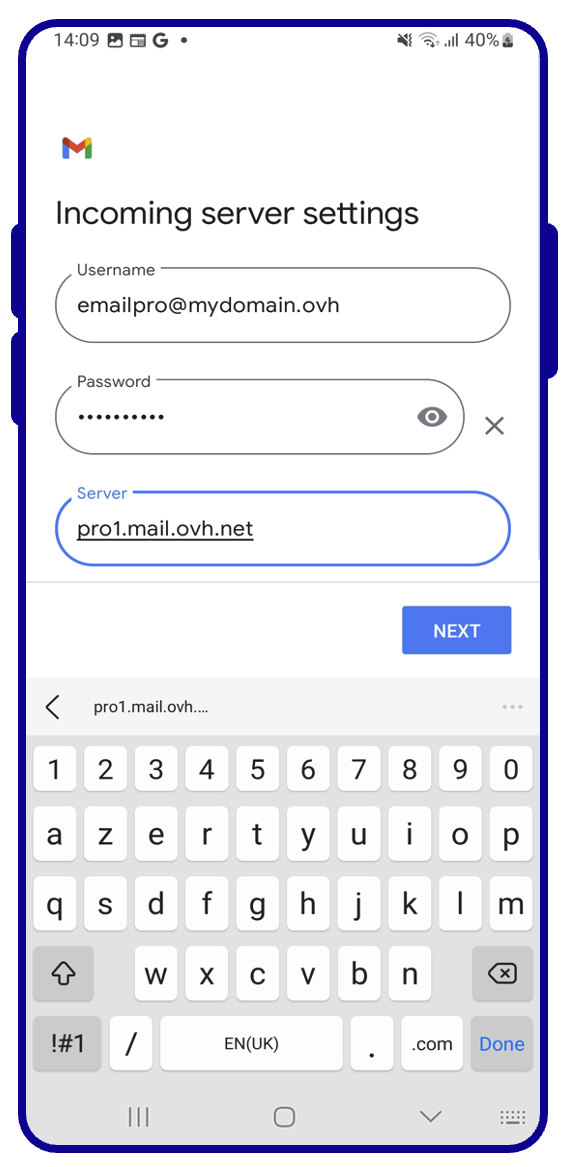 14:09 40%
Incoming server settings
Username
emailpro@mydomain.ovh
Password
••••••••••
Server
pro1.mail.ovh.net
NEXT
pro1.mail.ovh....
1 2 3 4 5 6 7 8 9 0
a z e r t y u i o p
q s d f g h j k l m
w x c v b n
!#1 / EN(UK) . .com Done